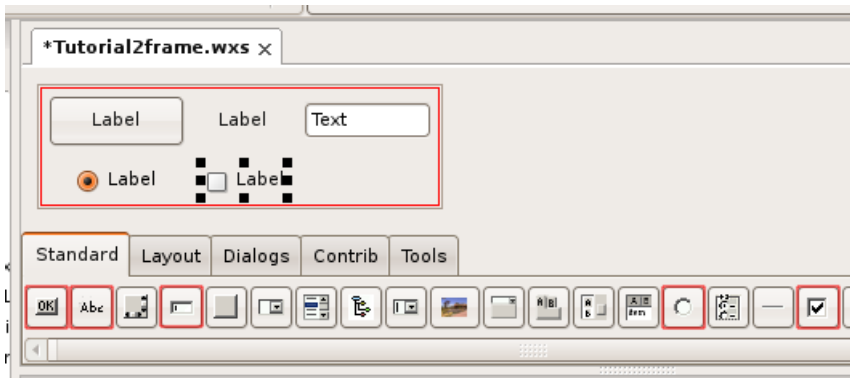 *Tutorial2frame.wxs ×
Label Label Text
Label Label
Standard Layout Dialogs Contrib Tools
OK Abc